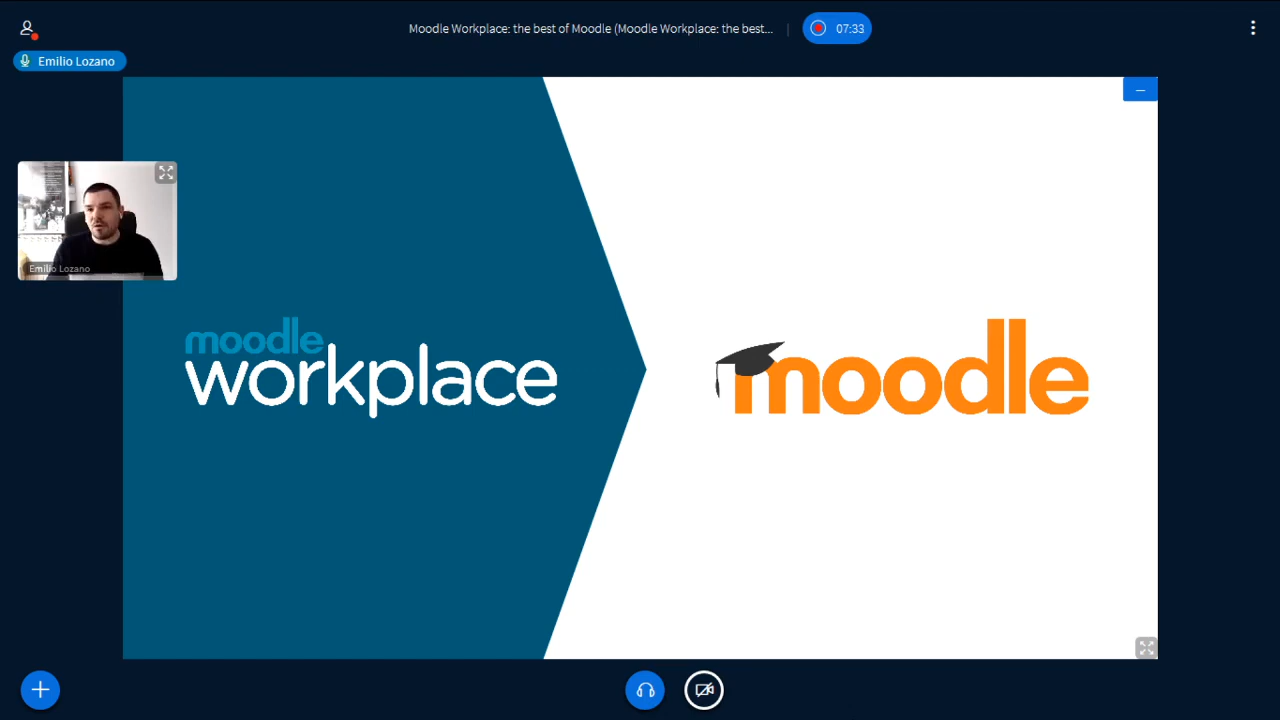 Moodle Workplace: the best of Moodle (Moodle Workplace: the best...
07:33
Emilio Lozano
Emilio Lozano
moodle
workplace
moodle